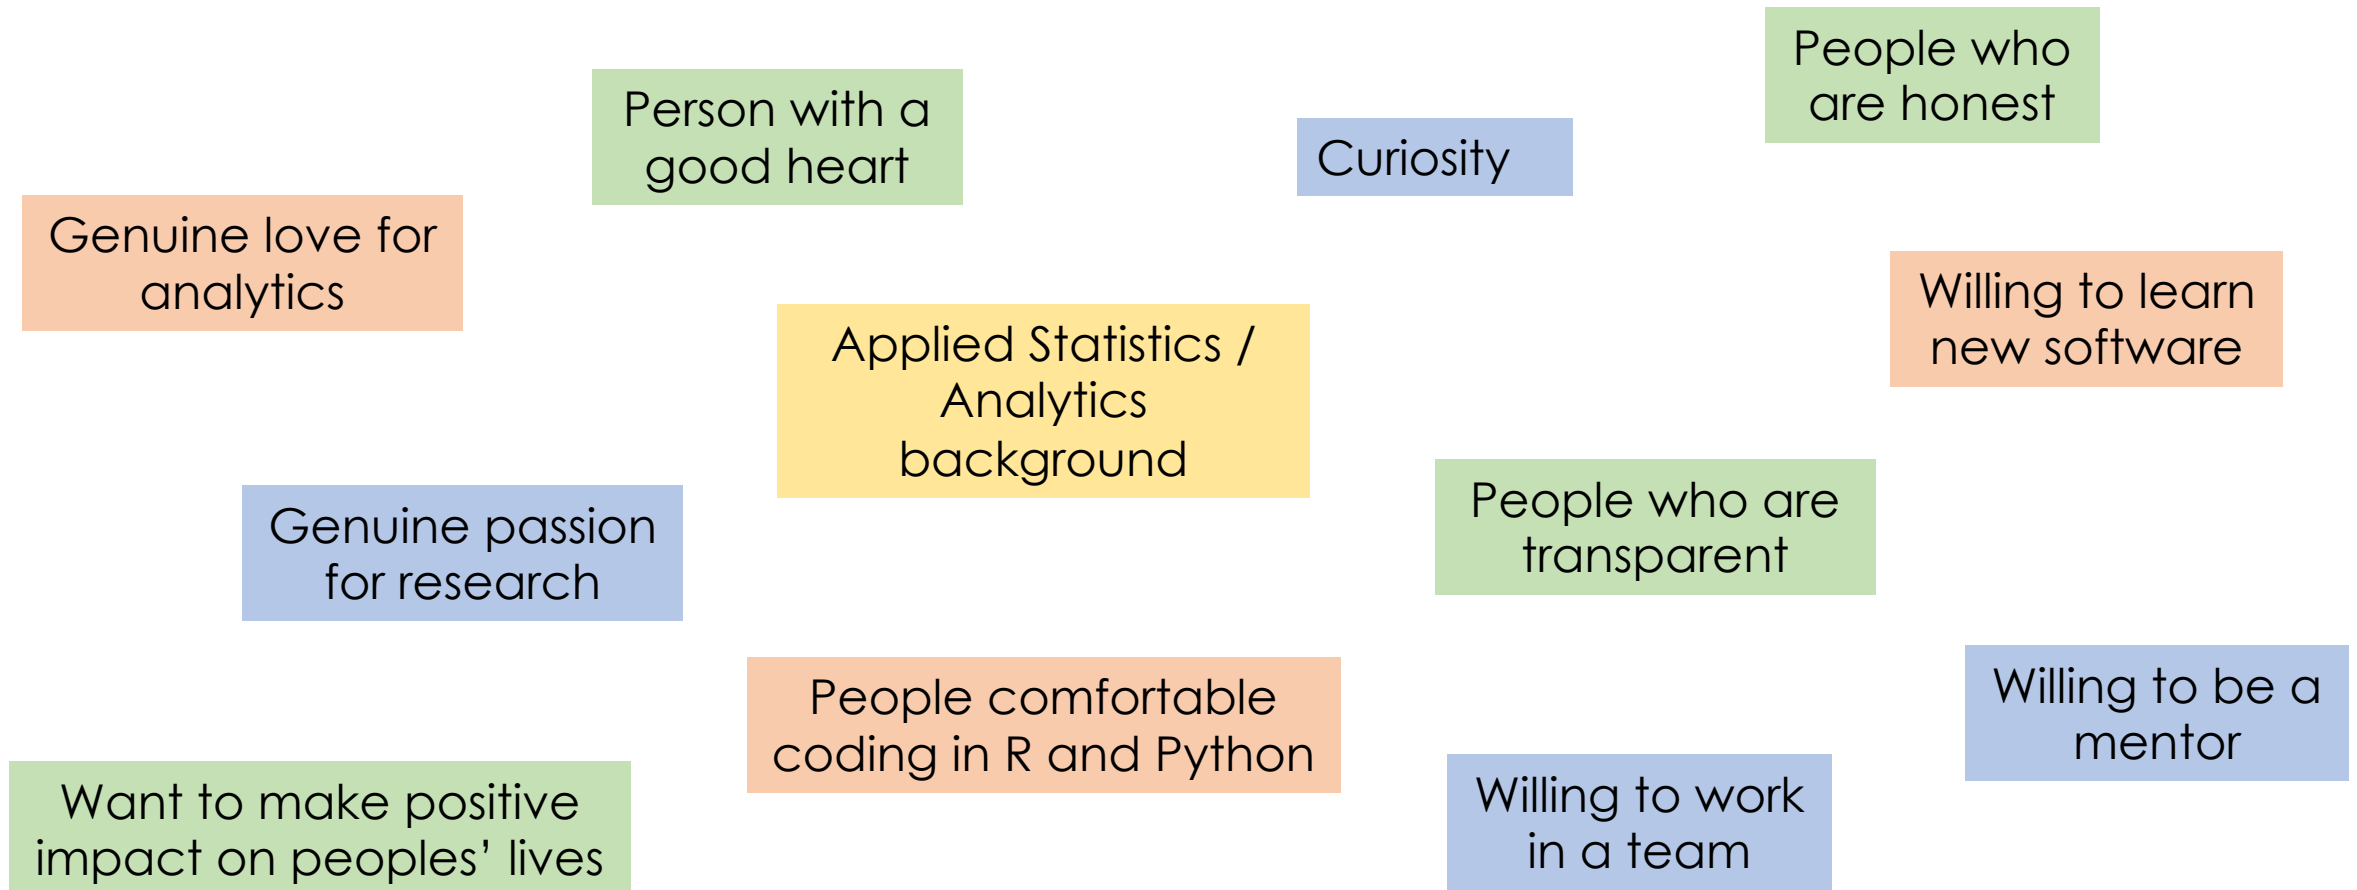 People who
are honest
Person with a
good heart
Curiosity
Genuine love for
analytics
Willing to learn
new software
Applied Statistics /
Analytics
background
People who are
transparent
Genuine passion
for research
Willing to be a
mentor
People comfortable
coding in R and Python
Willing to work
in a team
Want to make positive
impact on peoples’ lives